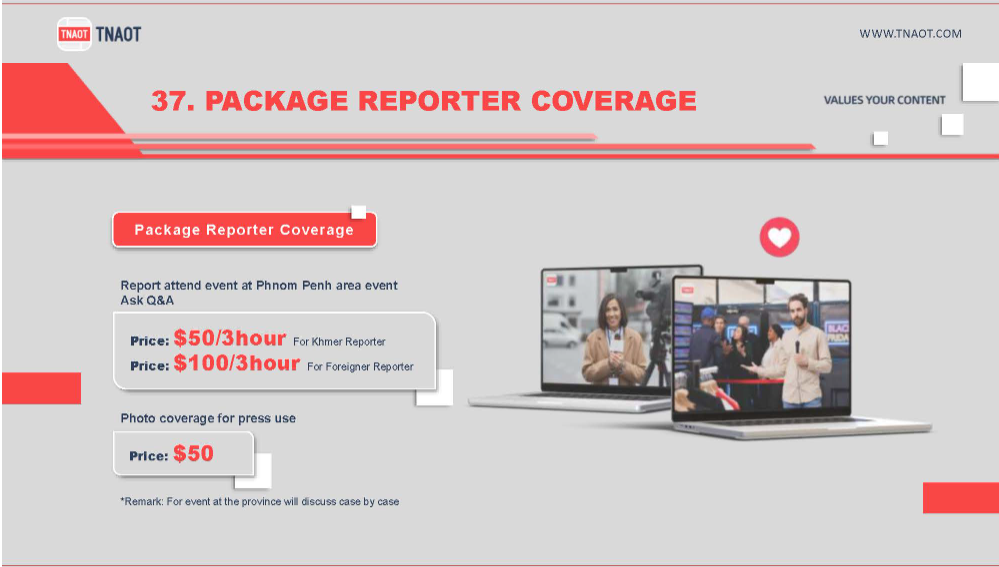 TNAOT TNAOT
WWW.TNAOT.COM
37. PACKAGE REPORTER COVERAGE
VALUES YOUR CONTENT
Package Reporter Coverage
Report attend event at Phnom Penh area event
Ask Q&A
Price: $50/3hour For Khmer Reporter
Price: $100/3hour For Foreigner Reporter
Photo coverage for press use
Price: $50
*Remark: For event at the province will discuss case by case